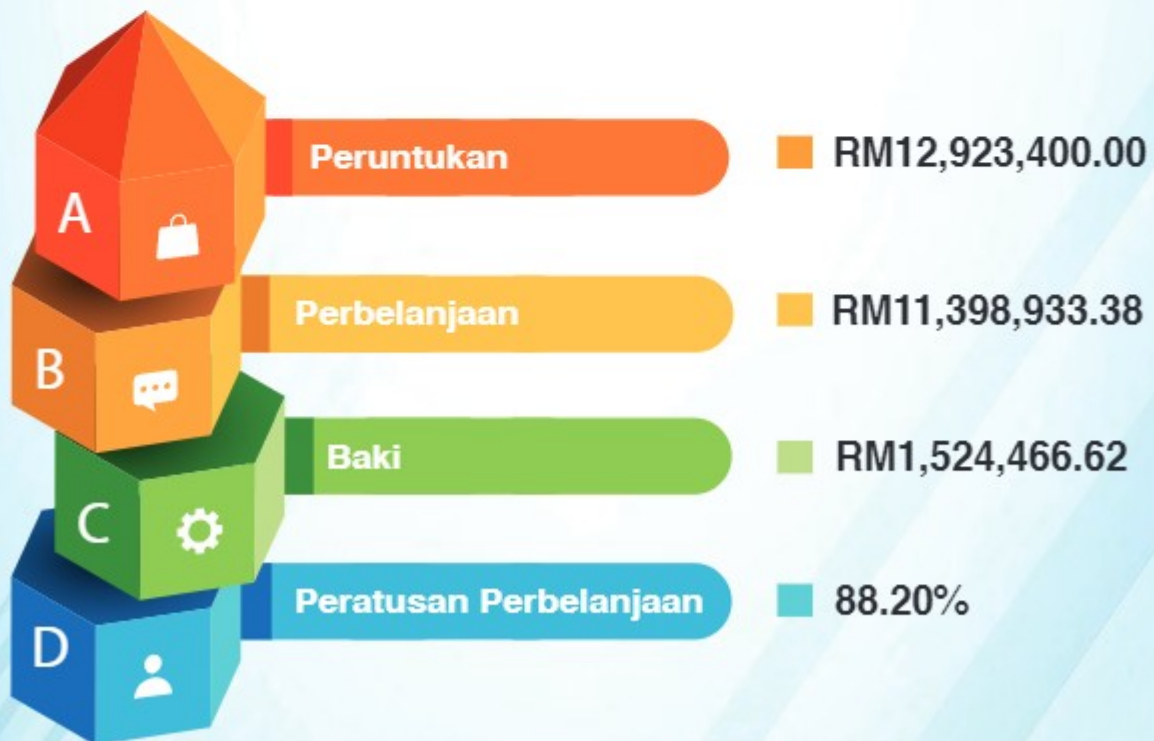 A
Peruntukan
RM12,923,400.00
B
Perbelanjaan
RM11,398,933.38
C
Baki
RM1,524,466.62
D
Peratusan Perbelanjaan
88.20%